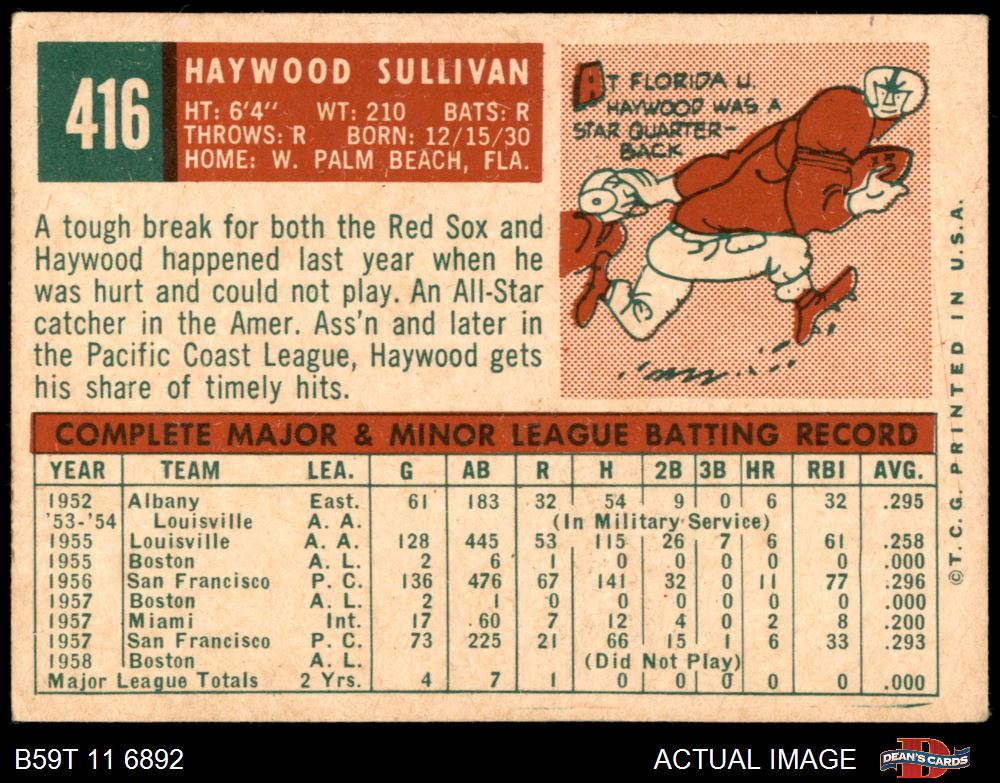 416
HAYWOOD SULLIVAN
HT: 6'4" WT: 210 BATS: R
THROWS: R BORN: 12/15/30
HOME: W. PALM BEACH, FLA.
AT FLORIDA U.
HAYWOOD WAS A
STAR QUARTER-
BACK
A tough break for both the Red Sox and
Haywood happened last year when he
was hurt and could not play. An All-Star
catcher in the Amer. Ass'n and later in
the Pacific Coast League, Haywood gets
his share of timely hits.
COMPLETE MAJOR & MINOR LEAGUE BATTING RECORD
YEAR TEAM LEA. G AB R H 2B 3B HR RBI AVG.
1952 Albany East. 61 183 32 54 9 0 6 32 .295
'53-'54 Louisville A. A. (In Military Service)
1955 Louisville A. A. 128 445 53 115 26 7 6 61 .258
1955 Boston A. L. 2 6 1 0 0 0 0 0 .000
1956 San Francisco P. C. 136 476 67 141 32 0 11 77 .296
1957 Boston A. L. 2 1 0 0 0 0 0 0 .000
1957 Miami Int. 17 60 7 12 4 0 2 8 .200
1957 San Francisco P. C. 73 225 21 66 15 1 6 33 .293
1958 Boston A. L. (Did Not Play)
Major League Totals 2 Yrs. 4 7 1 0 0 0 0 0 .000
© T. C. G. PRINTED IN U.S.A.
B59T 11 6892
ACTUAL IMAGE
DEAN'S CARDS